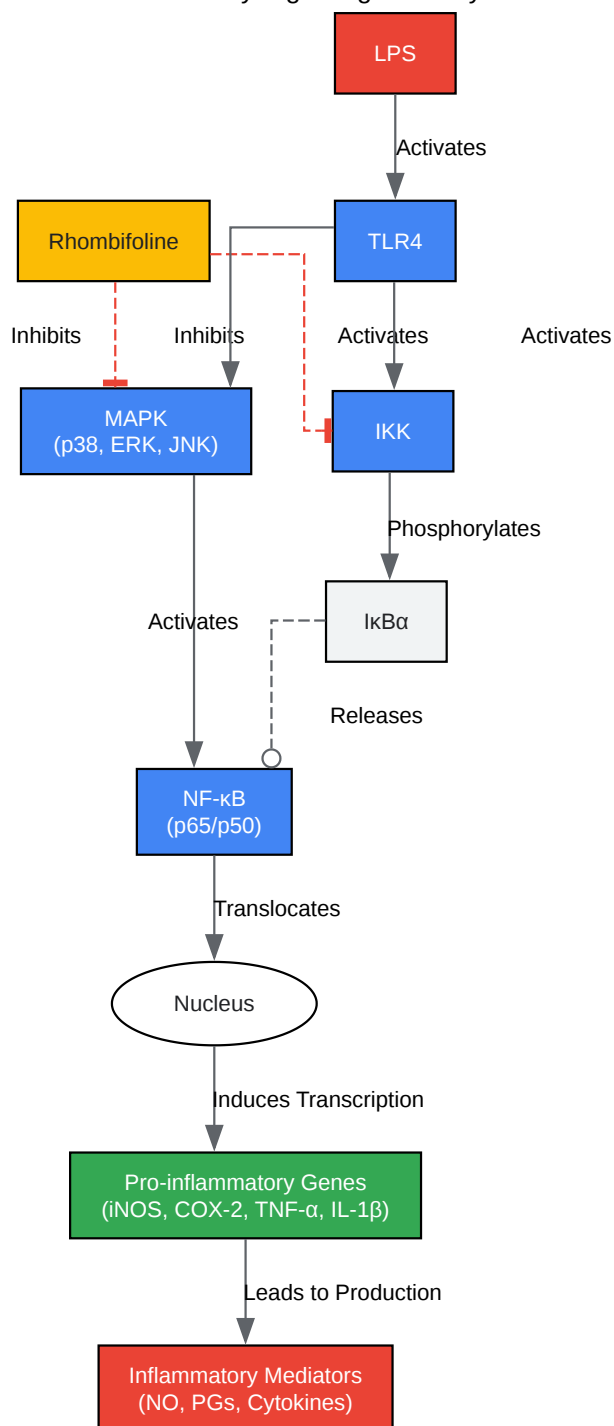 LPS
Activates
Rhombifoline
TLR4
Inhibits
Inhibits
Activates
Activates
MAPK
(p38, ERK, JNK)
IKK
Phosphorylates
IκBα
Activates
Releases
NF-κB
(p65/p50)
Translocates
Nucleus
Induces Transcription
Pro-inflammatory Genes
(iNOS, COX-2, TNF-α, IL-1β)
Leads to Production
Inflammatory Mediators
(NO, PGs, Cytokines)